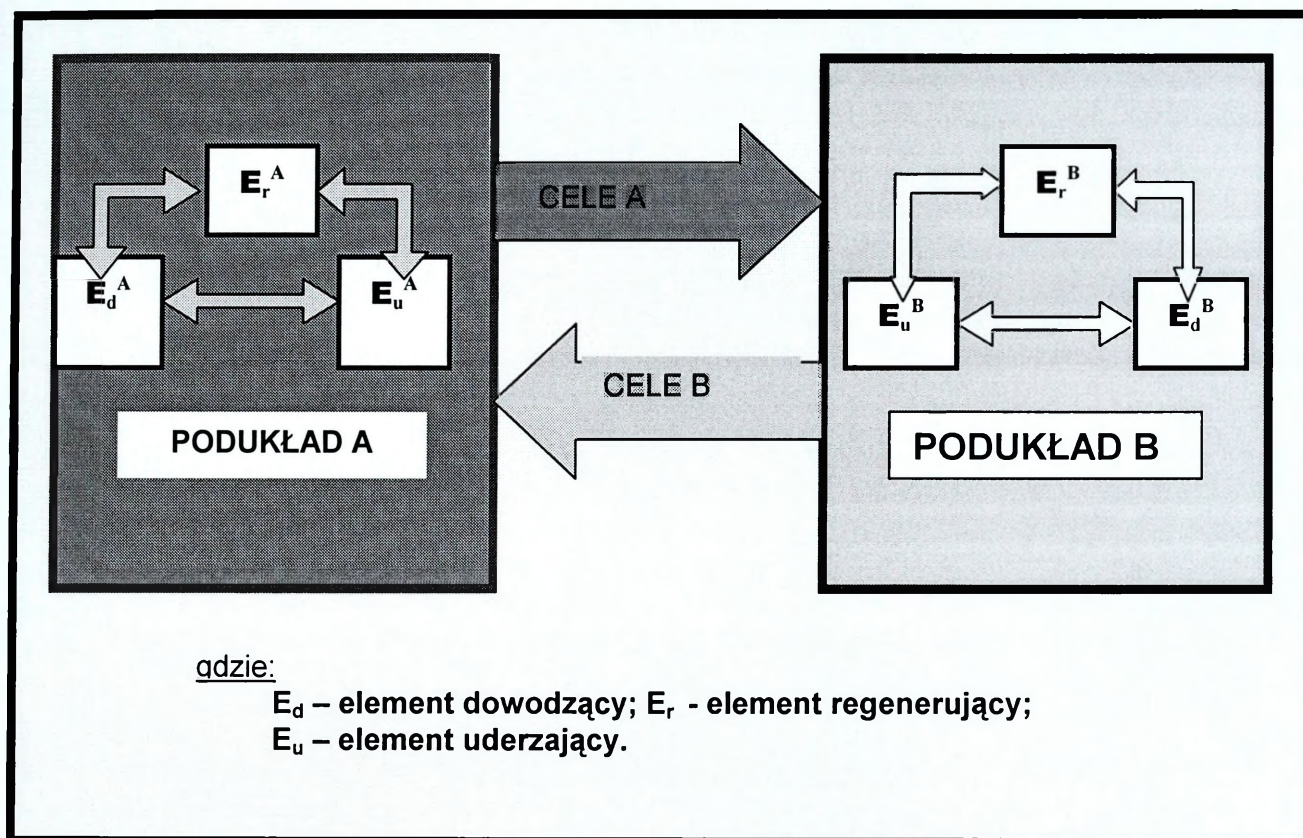 E_r^A
E_d^A
E_u^A
PODUKŁAD A
CELE A
CELE B
E_r^B
E_u^B
E_d^B
PODUKŁAD B
gdzie:
E_d – element dowodzący; E_r - element regenerujący;
E_u – element uderzający.